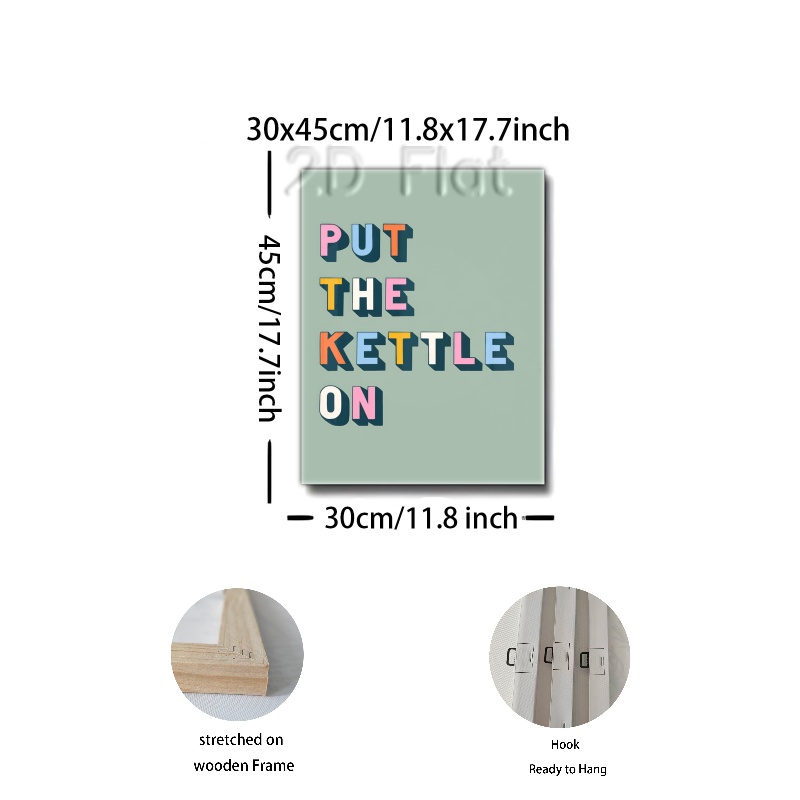 30x45cm/11.8x17.7inch
2D Flat
45cm/17.7inch
PUT
THE
KETTLE
ON
30cm/11.8 inch
stretched on
wooden Frame
Hook
Ready to Hang